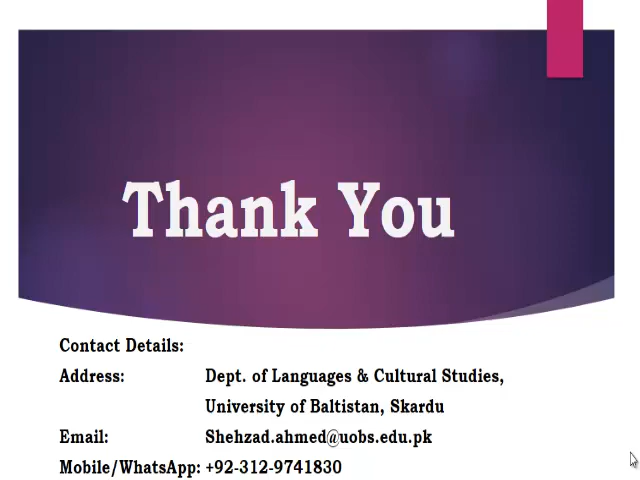 Thank You
Contact Details:
Address: Dept. of Languages & Cultural Studies,
University of Baltistan, Skardu
Email: Shehzad.ahmed@uobs.edu.pk
Mobile/WhatsApp: +92-312-9741830